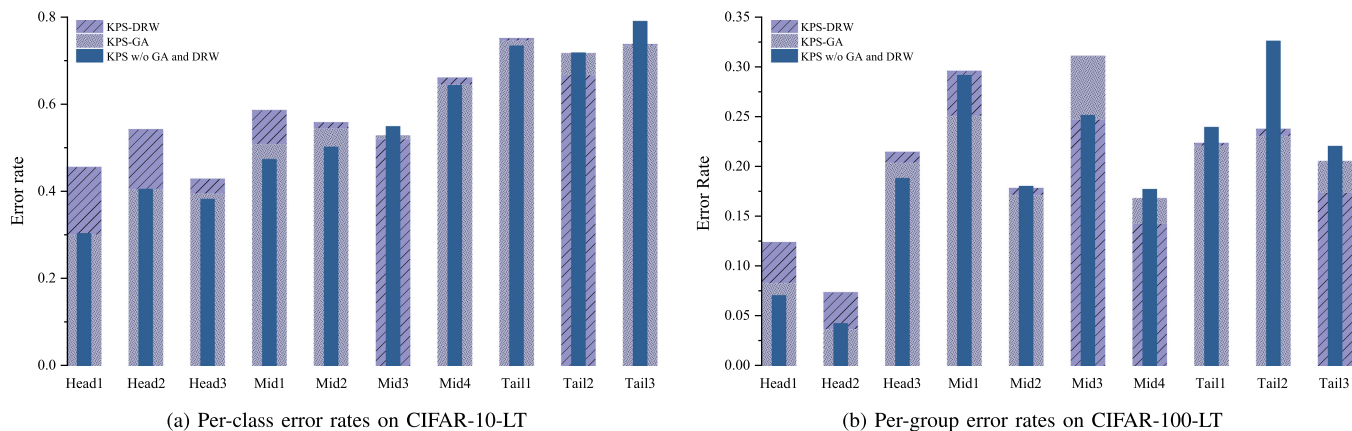 KPS-DRW
KPS-GA
KPS w/o GA and DRW
Error rate
0.8
0.6
0.4
0.2
0.0
Head1 Head2 Head3 Mid1 Mid2 Mid3 Mid4 Tail1 Tail2 Tail3
(a) Per-class error rates on CIFAR-10-LT
KPS-DRW
KPS-GA
KPS w/o GA and DRW
Error Rate
0.35
0.30
0.25
0.20
0.15
0.10
0.05
0.00
Head1 Head2 Head3 Mid1 Mid2 Mid3 Mid4 Tail1 Tail2 Tail3
(b) Per-group error rates on CIFAR-100-LT